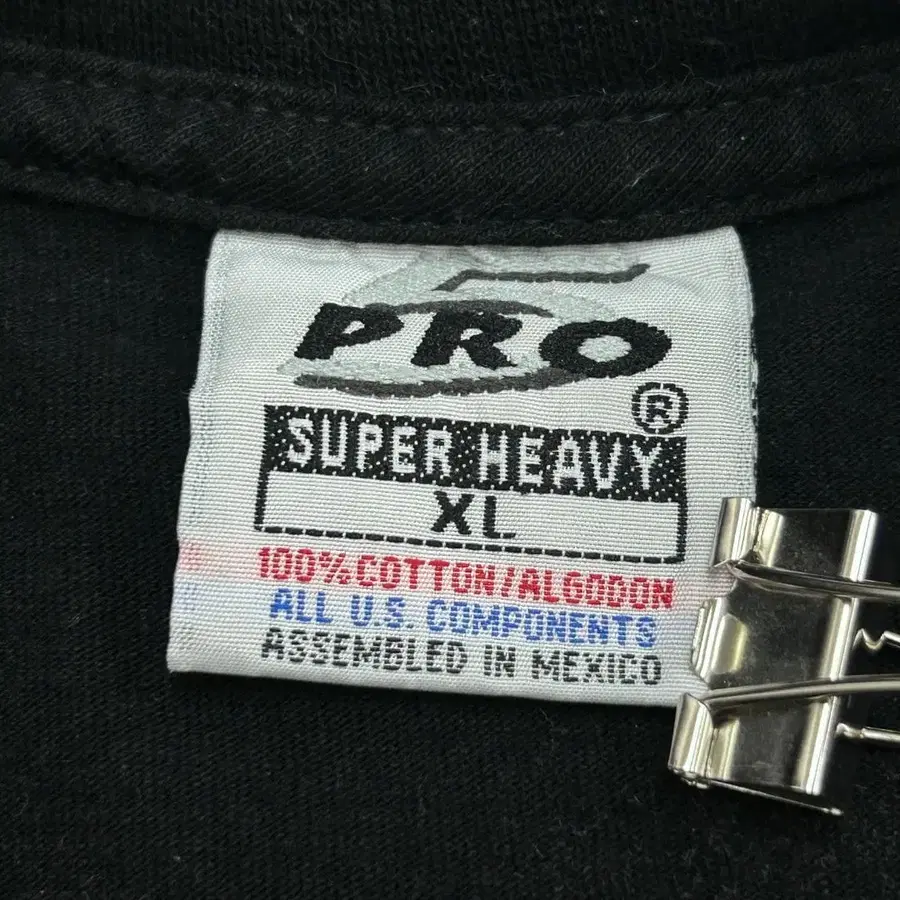 PRO
®
SUPER HEAVY
XL
100% COTTON/ALGODON
ALL U.S. COMPONENTS
ASSEMBLED IN MEXICO